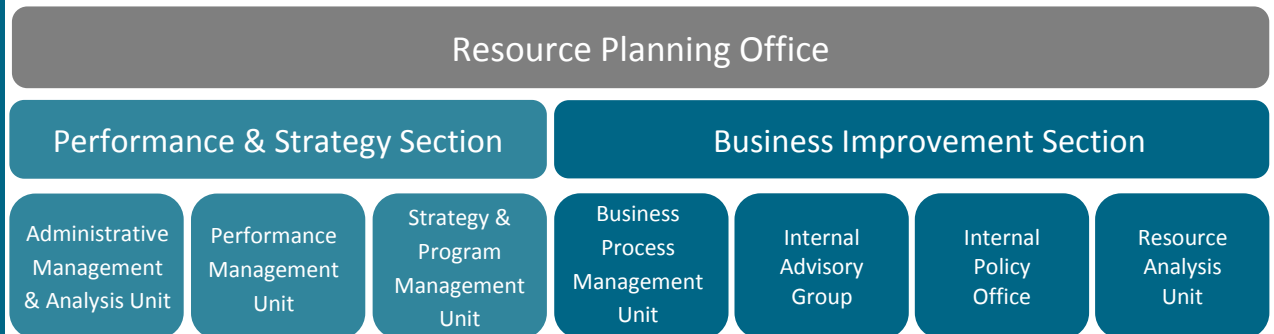 Resource Planning Office
Performance & Strategy Section
Business Improvement Section
Administrative
Management
& Analysis Unit
Performance
Management
Unit
Strategy &
Program
Management
Unit
Business
Process
Management
Unit
Internal
Advisory
Group
Internal
Policy
Office
Resource
Analysis
Unit